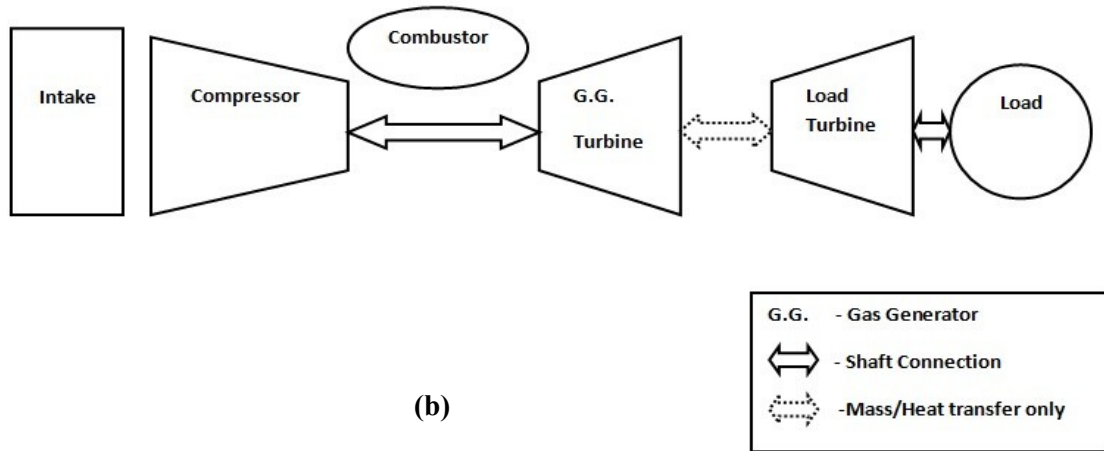 Intake
Compressor
Combustor
G.G.
Turbine
Load
Turbine
Load
G.G. - Gas Generator
- Shaft Connection
-Mass/Heat transfer only
(b)